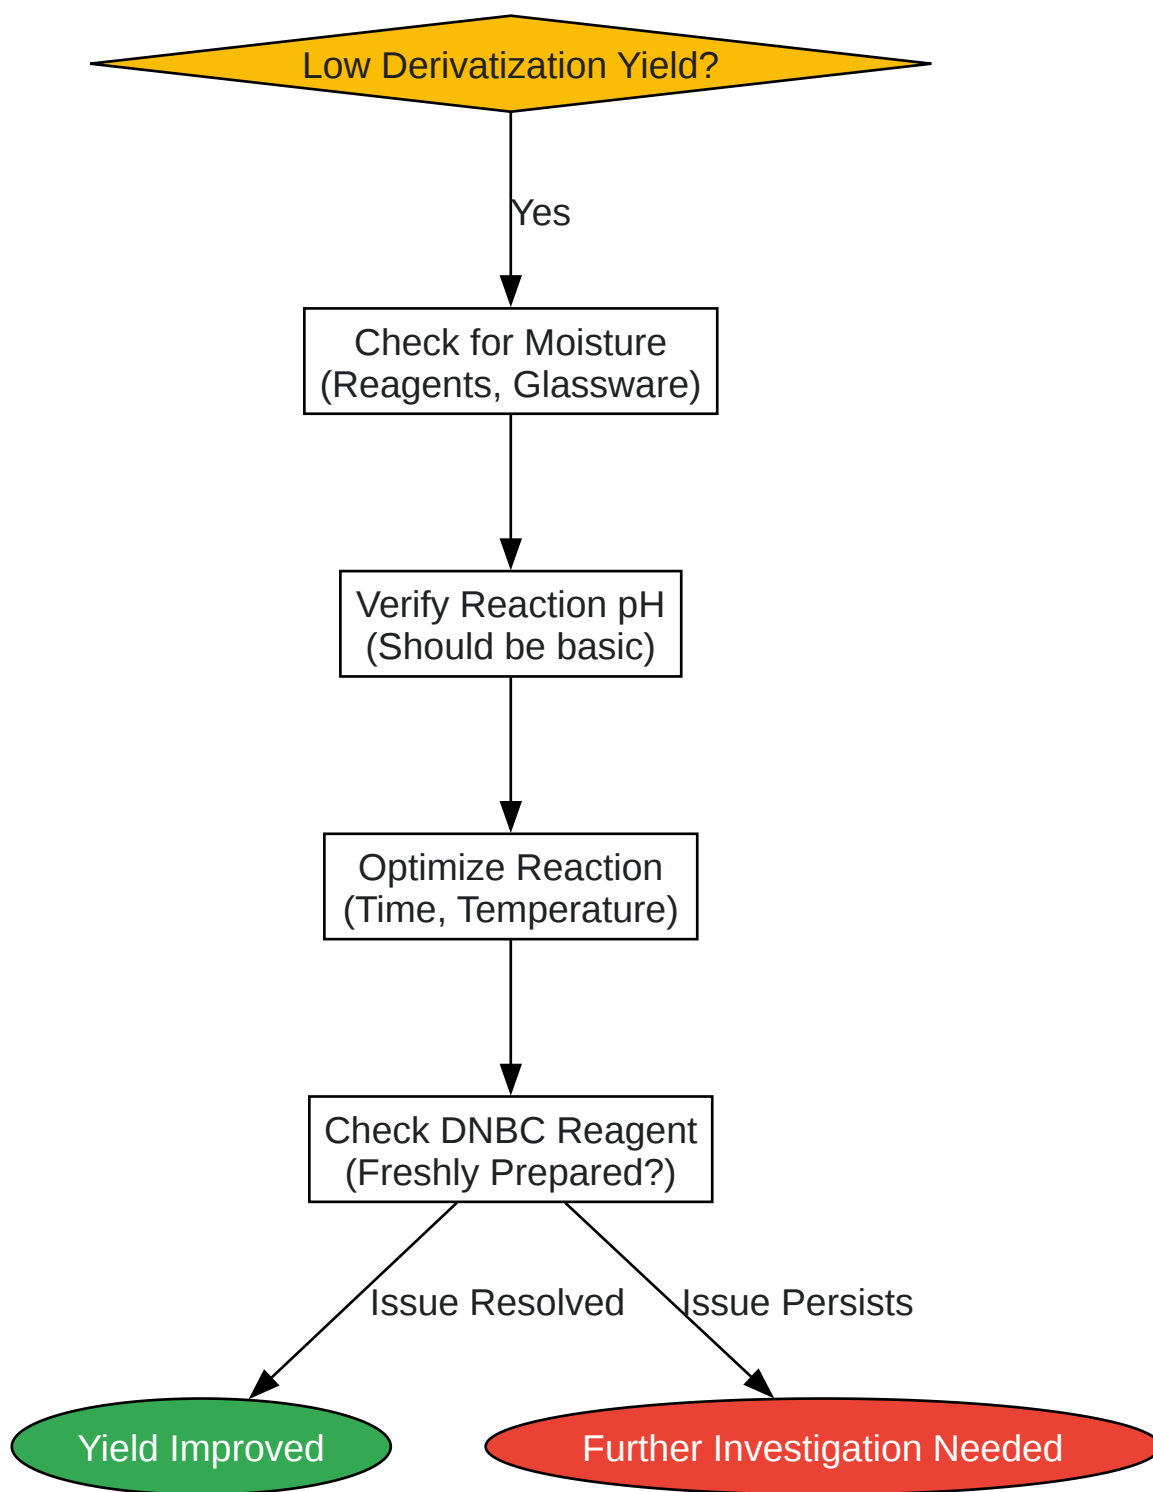 Low Derivatization Yield?
Yes
Check for Moisture
(Reagents, Glassware)
Verify Reaction pH
(Should be basic)
Optimize Reaction
(Time, Temperature)
Check DNBC Reagent
(Freshly Prepared?)
Issue Resolved
Issue Persists
Yield Improved
Further Investigation Needed